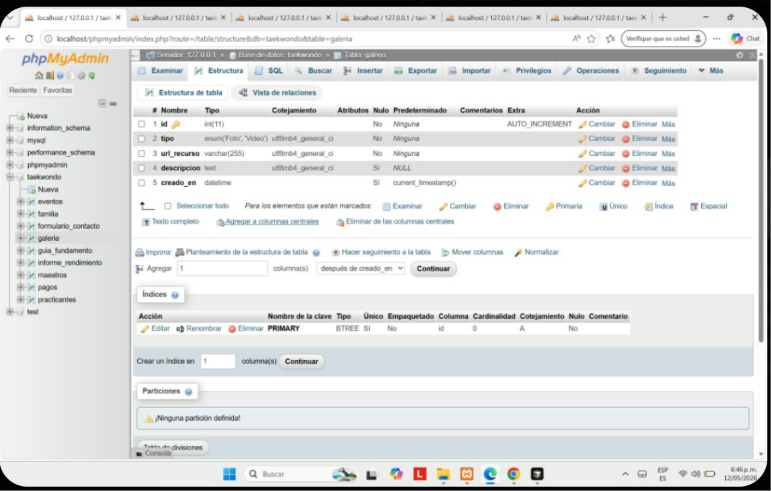 localhost / 127.0.0.1 / taek
localhost / 127.0.0.1 / taek
localhost / 127.0.0.1 / taek
localhost / 127.0.0.1 / taek
localhost / 127.0.0.1 / taek
localhost / 127.0.0.1 / taek
localhost/phpmyadmin/index.php?route=/table/structure&db=taekwondo&table=galeria
Verifique que es usted
Chat
phpMyAdmin
Reciente Favoritas
Nueva
information_schema
mysql
performance_schema
phpmyadmin
taekwondo
Nueva
eventos
familia
formulario_contacto
galeria
guia_fundamento
informe_rendimiento
maestros
pagos
practicantes
test
Servidor: 127.0.0.1 » Base de datos: taekwondo » Tabla: galeria
Examinar Estructura SQL Buscar Insertar Exportar Importar Privilegios Operaciones Seguimiento Más
Estructura de tabla Vista de relaciones
# Nombre Tipo Cotejamiento Atributos Nulo Predeterminado Comentarios Extra Acción
1 id int(11) No Ninguna AUTO_INCREMENT Cambiar Eliminar Más
2 tipo enum('Foto', 'Video') utf8mb4_general_ci No Ninguna Cambiar Eliminar Más
3 url_recurso varchar(255) utf8mb4_general_ci No Ninguna Cambiar Eliminar Más
4 descripcion text utf8mb4_general_ci Sí NULL Cambiar Eliminar Más
5 creado_en datetime Sí current_timestamp() Cambiar Eliminar Más
Seleccionar todo Para los elementos que están marcados: Examinar Cambiar Eliminar Primaria Único Índice Espacial
Texto completo Agregar a columnas centrales Eliminar de las columnas centrales
Imprimir Planteamiento de la estructura de tabla Hacer seguimiento a la tabla Mover columnas Normalizar
Agregar 1 columna(s) después de creado_en Continuar
Índices
Acción Nombre de la clave Tipo Único Empaquetado Columna Cardinalidad Cotejamiento Nulo Comentario
Editar Renombrar Eliminar PRIMARY BTREE Sí No id 0 A No
Crear un índice en 1 columna(s) Continuar
Particiones
¡Ninguna partición definida!
Tabla de divisiones
Consola
Buscar
ESP
ES
6:46 p.m.
12/05/2026